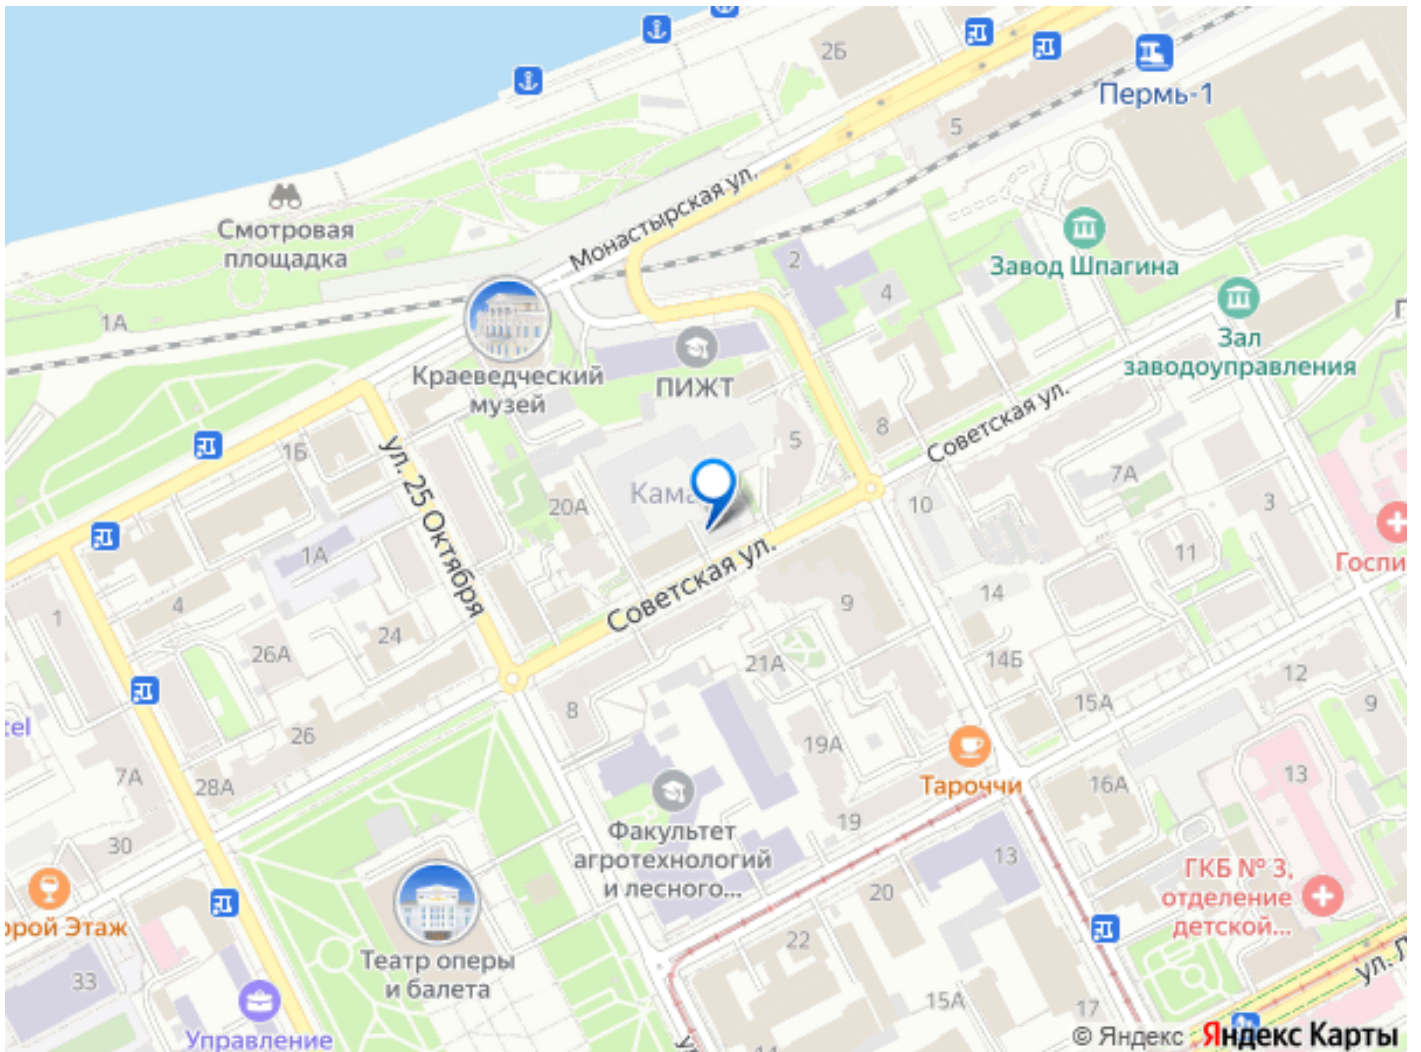 2Б
Пермь-1
5
Монастырская ул.
Смотровая
площадка
2
4
Завод Шпагина
1А
Зал
заводоуправления
Краеведческий
музей
ПИЖТ
Советская ул.
8
5
1Б
ул. 25 Октября
7А
3
Кама
20А
10
11
1А
Госпи
Советская ул.
14
9
4
1
24
26А
21А
14Б
12
15А
9
8
26
19А
7А
28А
Тароччи
16А
13
19
30
Факультет
агротехнологий
и лесного...
13
20
ГКБ № 3,
отделение
детской...
орой Этаж
22
Театр оперы
и балета
ул. Л
33
15А
17
Управление
14
© Яндекс
Яндекс Карты